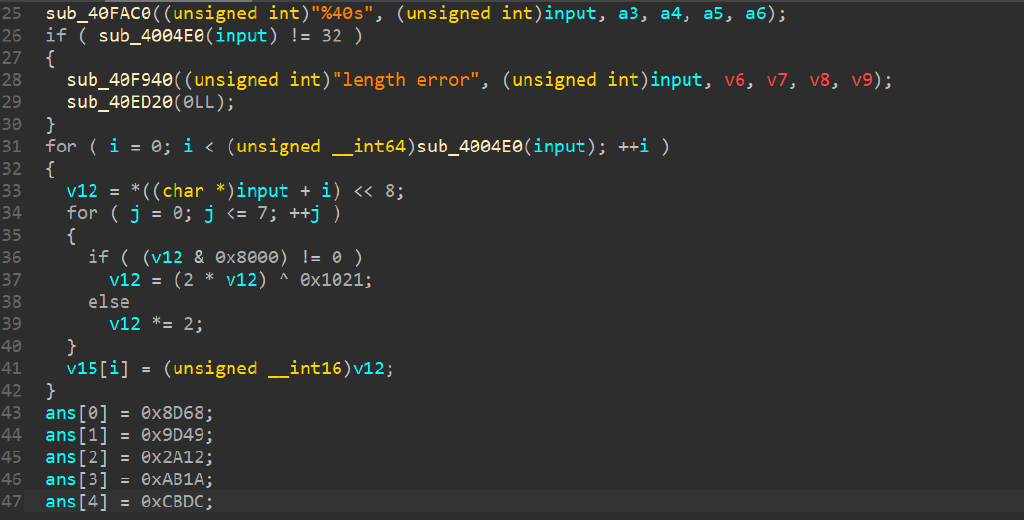 25 sub_40FAC0((unsigned int)"%40s", (unsigned int)input, a3, a4, a5, a6);
26 if ( sub_4004E0(input) != 32 )
27 {
28 sub_40F940((unsigned int)"length error", (unsigned int)input, v6, v7, v8, v9);
29 sub_40ED20(0LL);
30 }
31 for ( i = 0; i < (unsigned __int64)sub_4004E0(input); ++i )
32 {
33 v12 = *((char *)input + i) << 8;
34 for ( j = 0; j <= 7; ++j )
35 {
36 if ( (v12 & 0x8000) != 0 )
37 v12 = (2 * v12) ^ 0x1021;
38 else
39 v12 *= 2;
40 }
41 v15[i] = (unsigned __int16)v12;
42 }
43 ans[0] = 0x8D68;
44 ans[1] = 0x9D49;
45 ans[2] = 0x2A12;
46 ans[3] = 0xAB1A;
47 ans[4] = 0xCBDC;